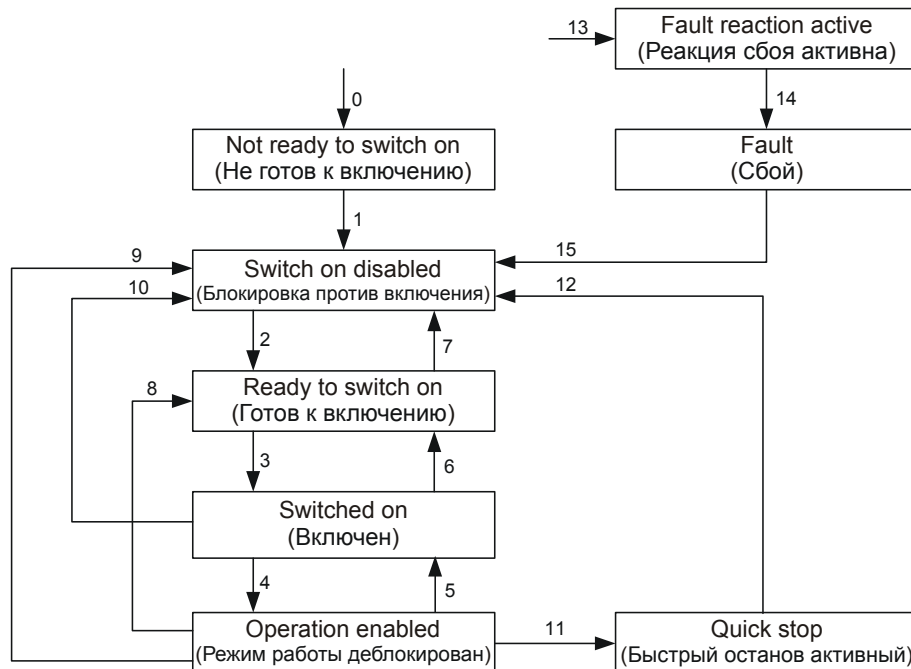 13
Fault reaction active
(Реакция сбоя активна)
14
0
Not ready to switch on
(Не готов к включению)
Fault
(Сбой)
1
9
15
Switch on disabled
(Блокировка против включения)
10
12
2
7
8
Ready to switch on
(Готов к включению)
3
6
Switched on
(Включен)
4
5
Operation enabled
(Режим работы деблокирован)
11
Quick stop
(Быстрый останов активный)